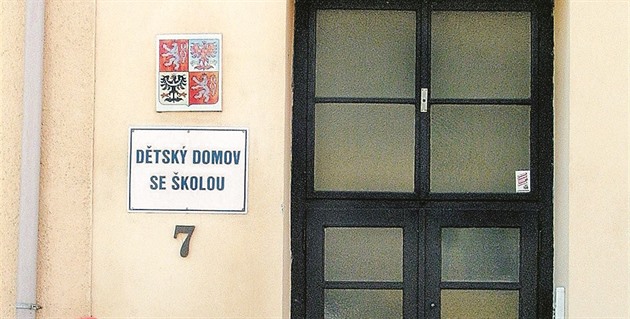 DĚTSKÝ DOMOV
SE ŠKOLOU
7